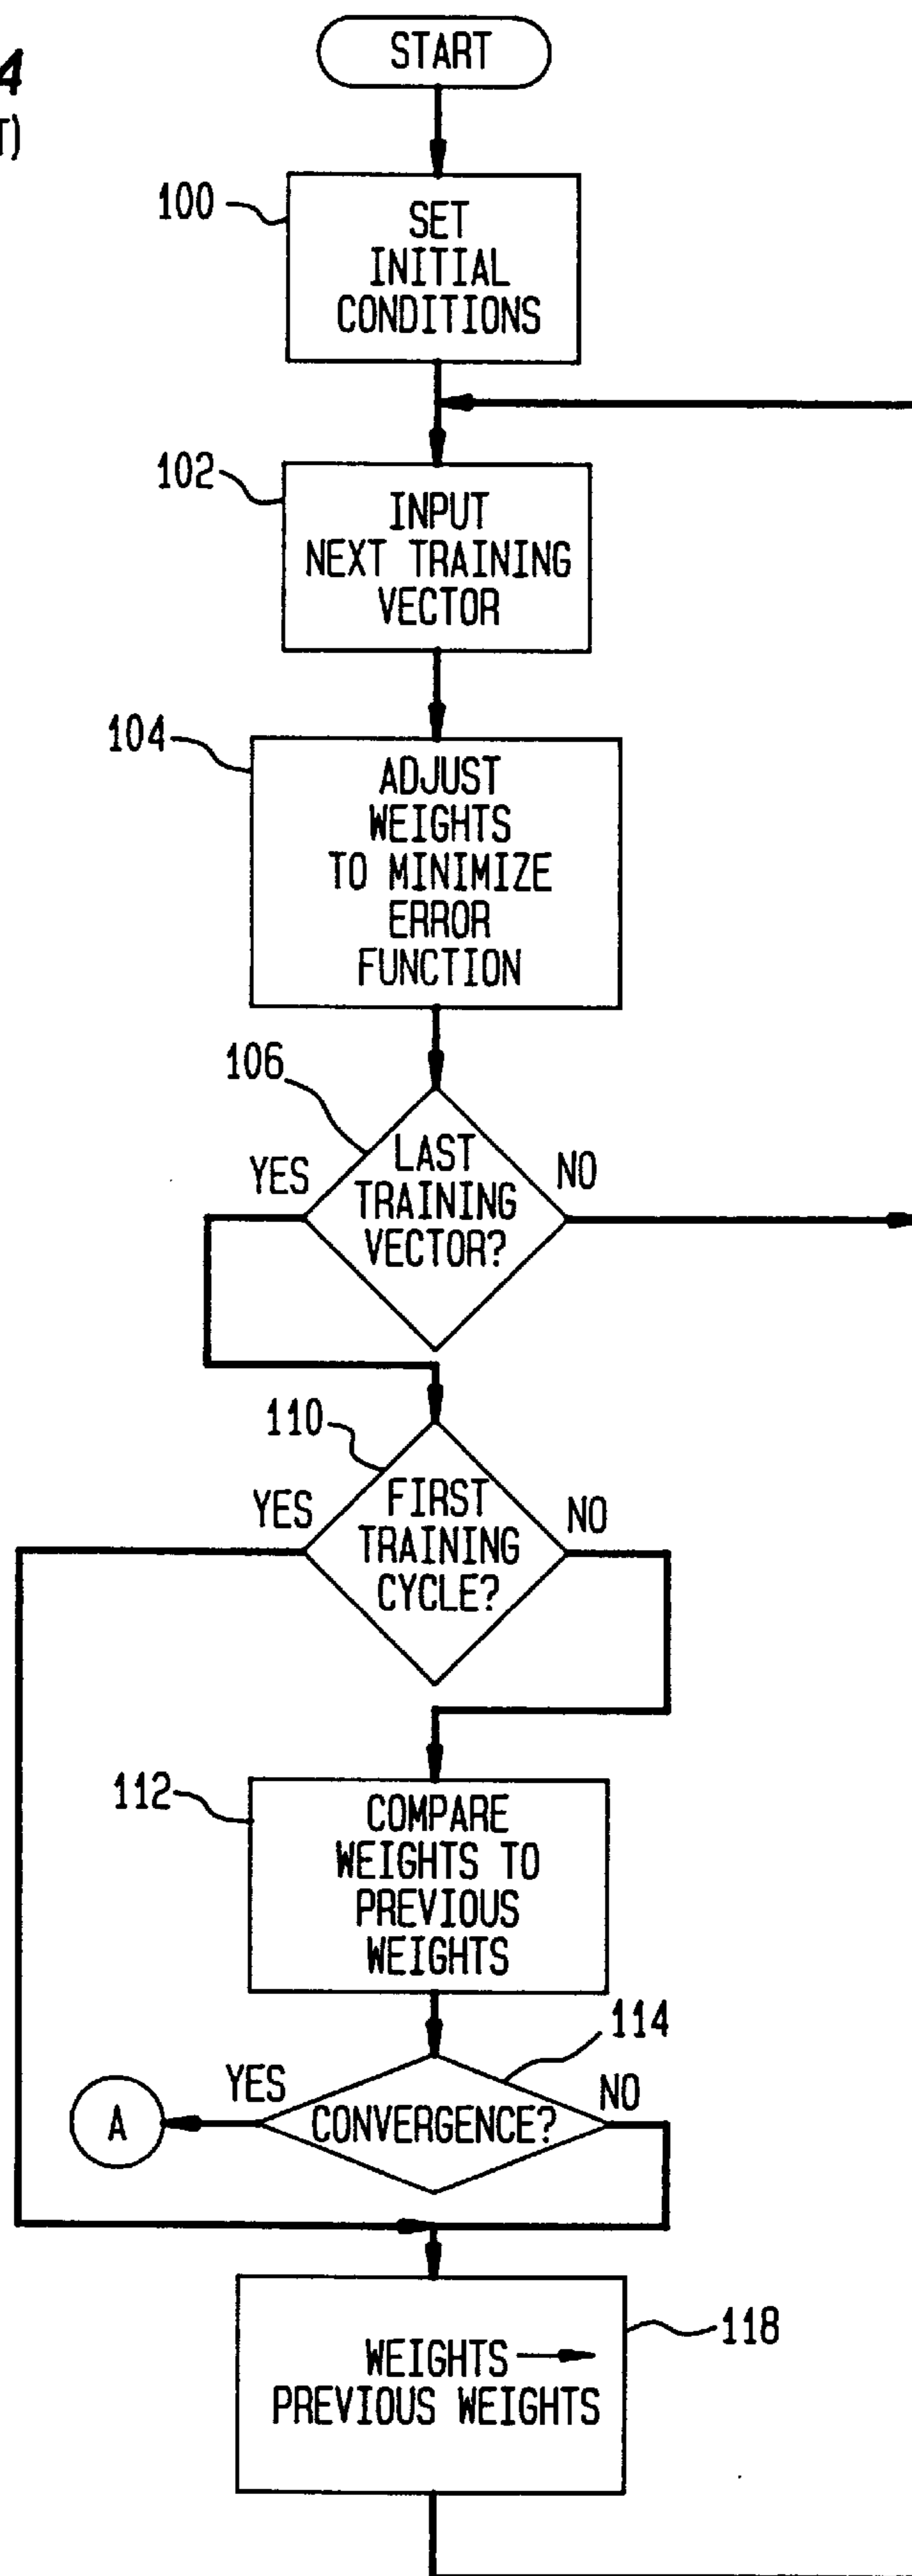 4
T)
START
100
SET
INITIAL
CONDITIONS
102
INPUT
NEXT TRAINING
VECTOR
104
ADJUST
WEIGHTS
TO MINIMIZE
ERROR
FUNCTION
106
YES
LAST
TRAINING
VECTOR?
NO
110
YES
FIRST
TRAINING
CYCLE?
NO
112
COMPARE
WEIGHTS TO
PREVIOUS
WEIGHTS
114
YES
NO
A
CONVERGENCE?
118
WEIGHTS →
PREVIOUS WEIGHTS